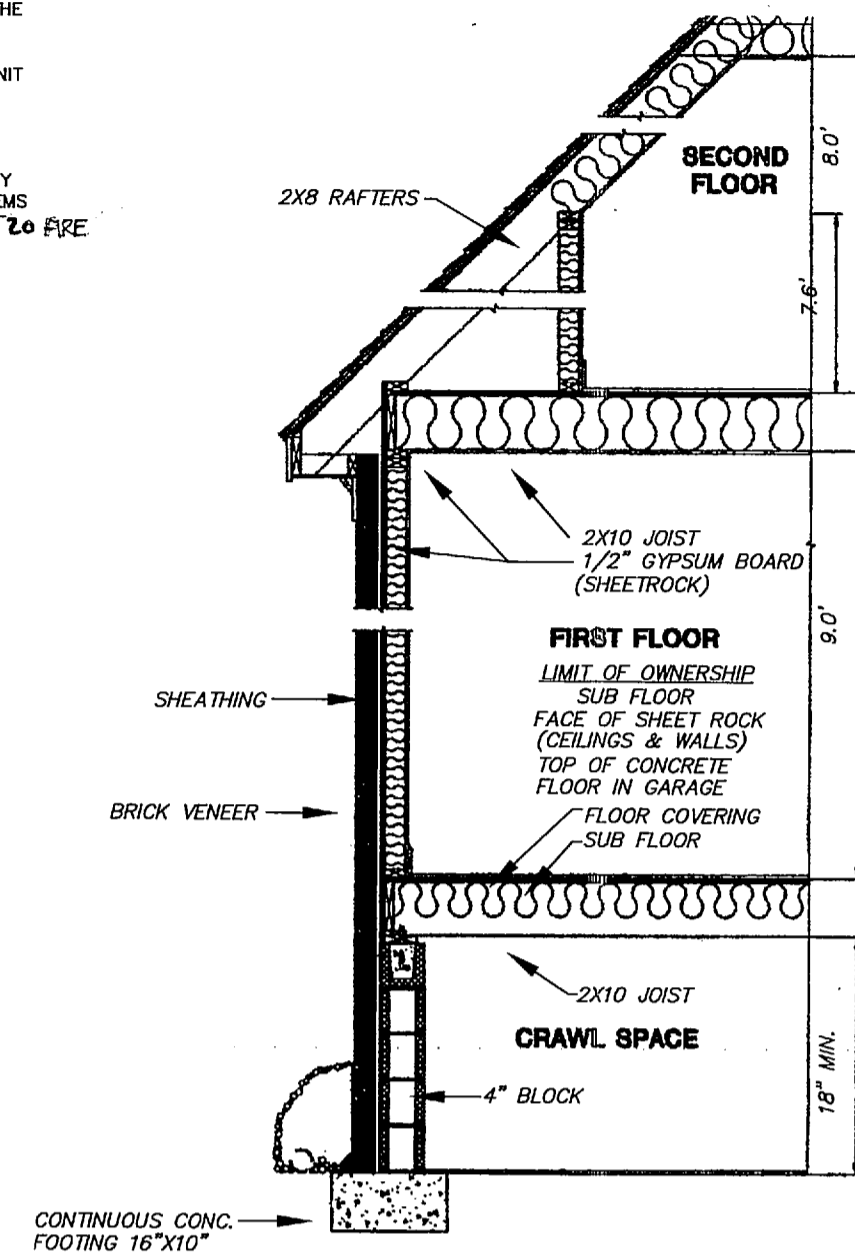 THE
NIT
Y
EMS
20 FIRE
2X8 RAFTERS
SECOND
FLOOR
8.0'
7.6'
2X10 JOIST
1/2" GYPSUM BOARD
(SHEETROCK)
9.0'
FIRST FLOOR
LIMIT OF OWNERSHIP
SUB FLOOR
FACE OF SHEET ROCK
(CEILINGS & WALLS)
TOP OF CONCRETE
FLOOR IN GARAGE
SHEATHING
BRICK VENEER
FLOOR COVERING
SUB FLOOR
2X10 JOIST
CRAWL SPACE
18" MIN.
4" BLOCK
CONTINUOUS CONC.
FOOTING 16"X10"